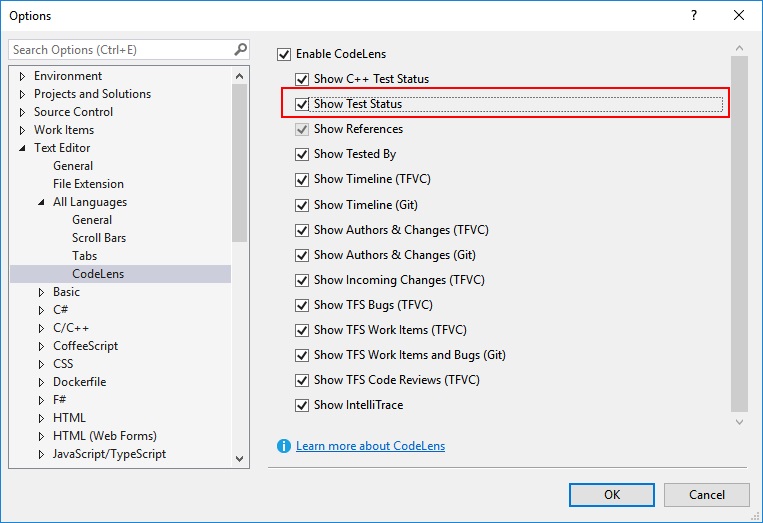 Options
Search Options (Ctrl+E)
Environment
Projects and Solutions
Source Control
Work Items
Text Editor
General
File Extension
All Languages
General
Scroll Bars
Tabs
CodeLens
Basic
C#
C/C++
CoffeeScript
CSS
Dockerfile
F#
HTML
HTML (Web Forms)
JavaScript/TypeScript
Enable CodeLens
Show C++ Test Status
Show Test Status
Show References
Show Tested By
Show Timeline (TFVC)
Show Timeline (Git)
Show Authors & Changes (TFVC)
Show Authors & Changes (Git)
Show Incoming Changes (TFVC)
Show TFS Bugs (TFVC)
Show TFS Work Items (TFVC)
Show TFS Work Items and Bugs (Git)
Show TFS Code Reviews (TFVC)
Show IntelliTrace
Learn more about CodeLens
OK
Cancel